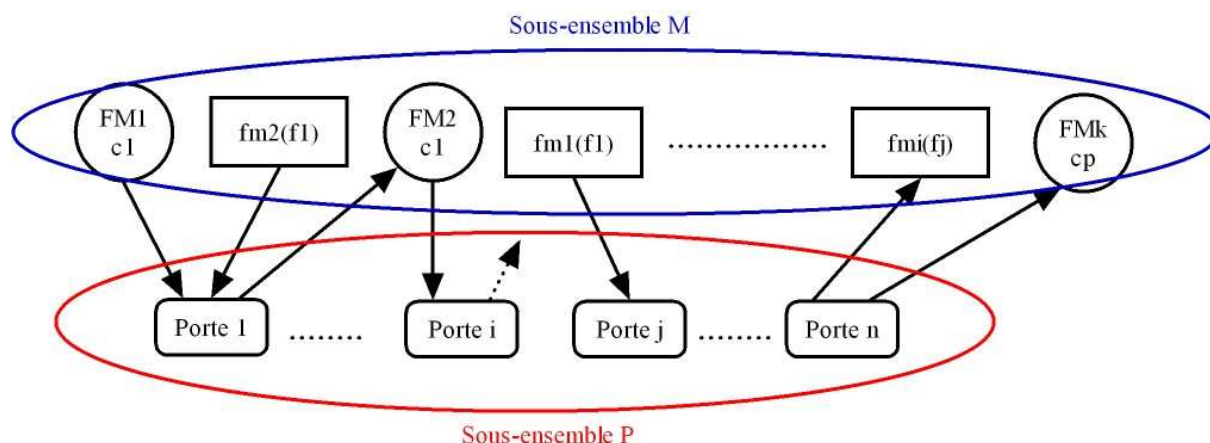 Sous-ensemble M
FM1
c1
fm2(f1)
FM2
c1
fm1(f1)
....................
fmi(fj)
FMk
cp
Porte 1
.........
Porte i
Porte j
.........
Porte n
Sous-ensemble P